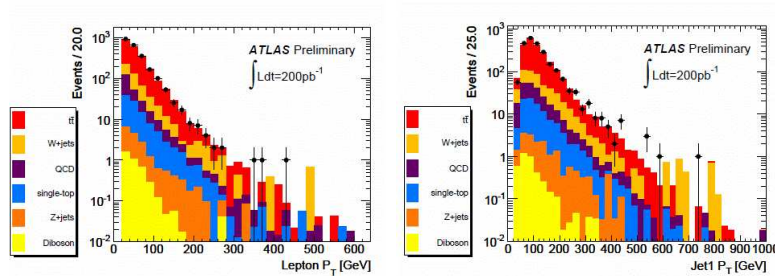 Events / 20.0
10³
10²
10
1
10⁻¹
10⁻²
ATLAS Preliminary
∫Ldt=200pb⁻¹
tt̄
W+jets
QCD
single-top
Z+jets
Diboson
0 100 200 300 400 500 600
Lepton P_T [GeV]
Events / 25.0
10³
10²
10
1
10⁻¹
10⁻²
ATLAS Preliminary
∫Ldt=200pb⁻¹
tt̄
W+jets
QCD
single-top
Z+jets
Diboson
0 100 200 300 400 500 600 700 800 900 1000
Jet1 P_T [GeV]